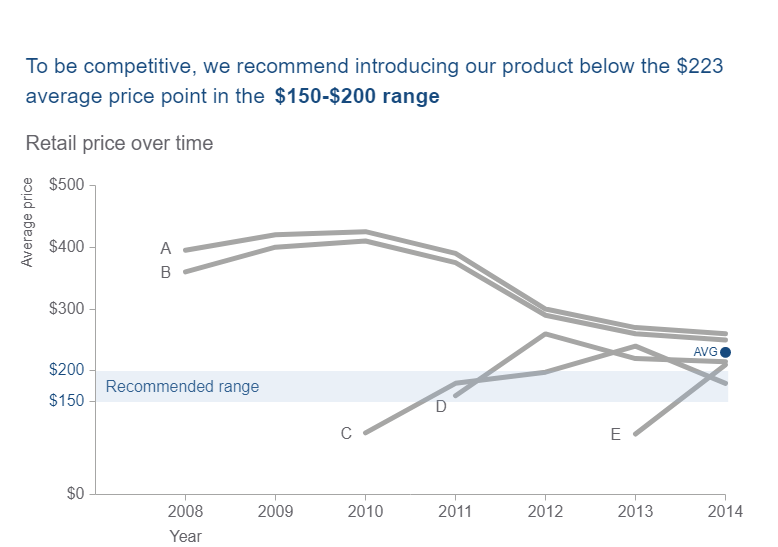 To be competitive, we recommend introducing our product below the $223
average price point in the $150-$200 range
Retail price over time
Average price
$500
$400
$300
$200
$150
$0
A
B
C
D
E
AVG
Recommended range
2008 2009 2010 2011 2012 2013 2014
Year